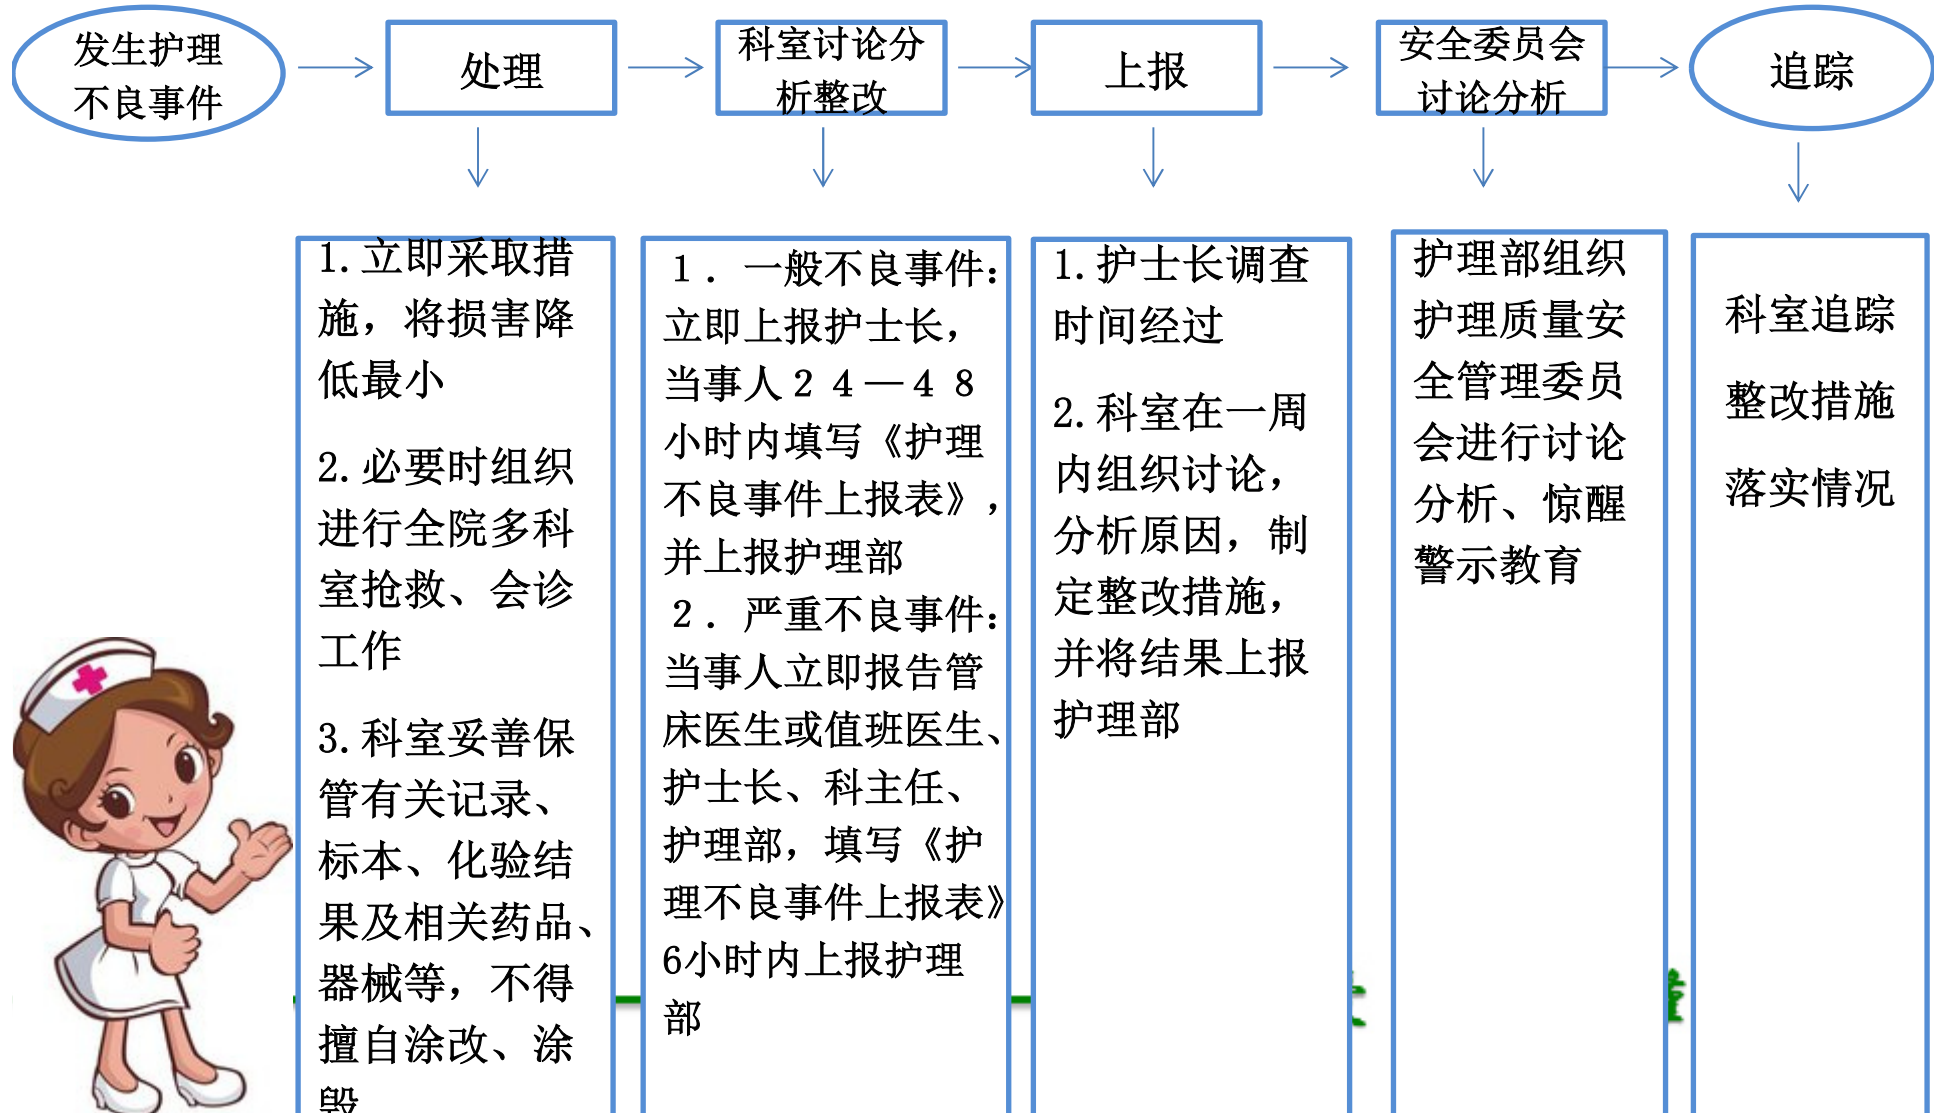 发生护理
不良事件
处理
科室讨论分
析整改
上报
安全委员会
讨论分析
追踪
1.立即采取措
施，将损害降
低最小
2.必要时组织
进行全院多科
室抢救、会诊
工作
3.科室妥善保
管有关记录、
标本、化验结
果及相关药品、
器械等，不得
擅自涂改、涂
毁
１．一般不良事件：
立即上报护士长，
当事人２４—４８
小时内填写《护理
不良事件上报表》，
并上报护理部
２．严重不良事件：
当事人立即报告管
床医生或值班医生、
护士长、科主任、
护理部，填写《护
理不良事件上报表》
6小时内上报护理
部
1.护士长调查
时间经过
2.科室在一周
内组织讨论，
分析原因，制
定整改措施，
并将结果上报
护理部
护理部组织
护理质量安
全管理委员
会进行讨论
分析、惊醒
警示教育
科室追踪
整改措施
落实情况